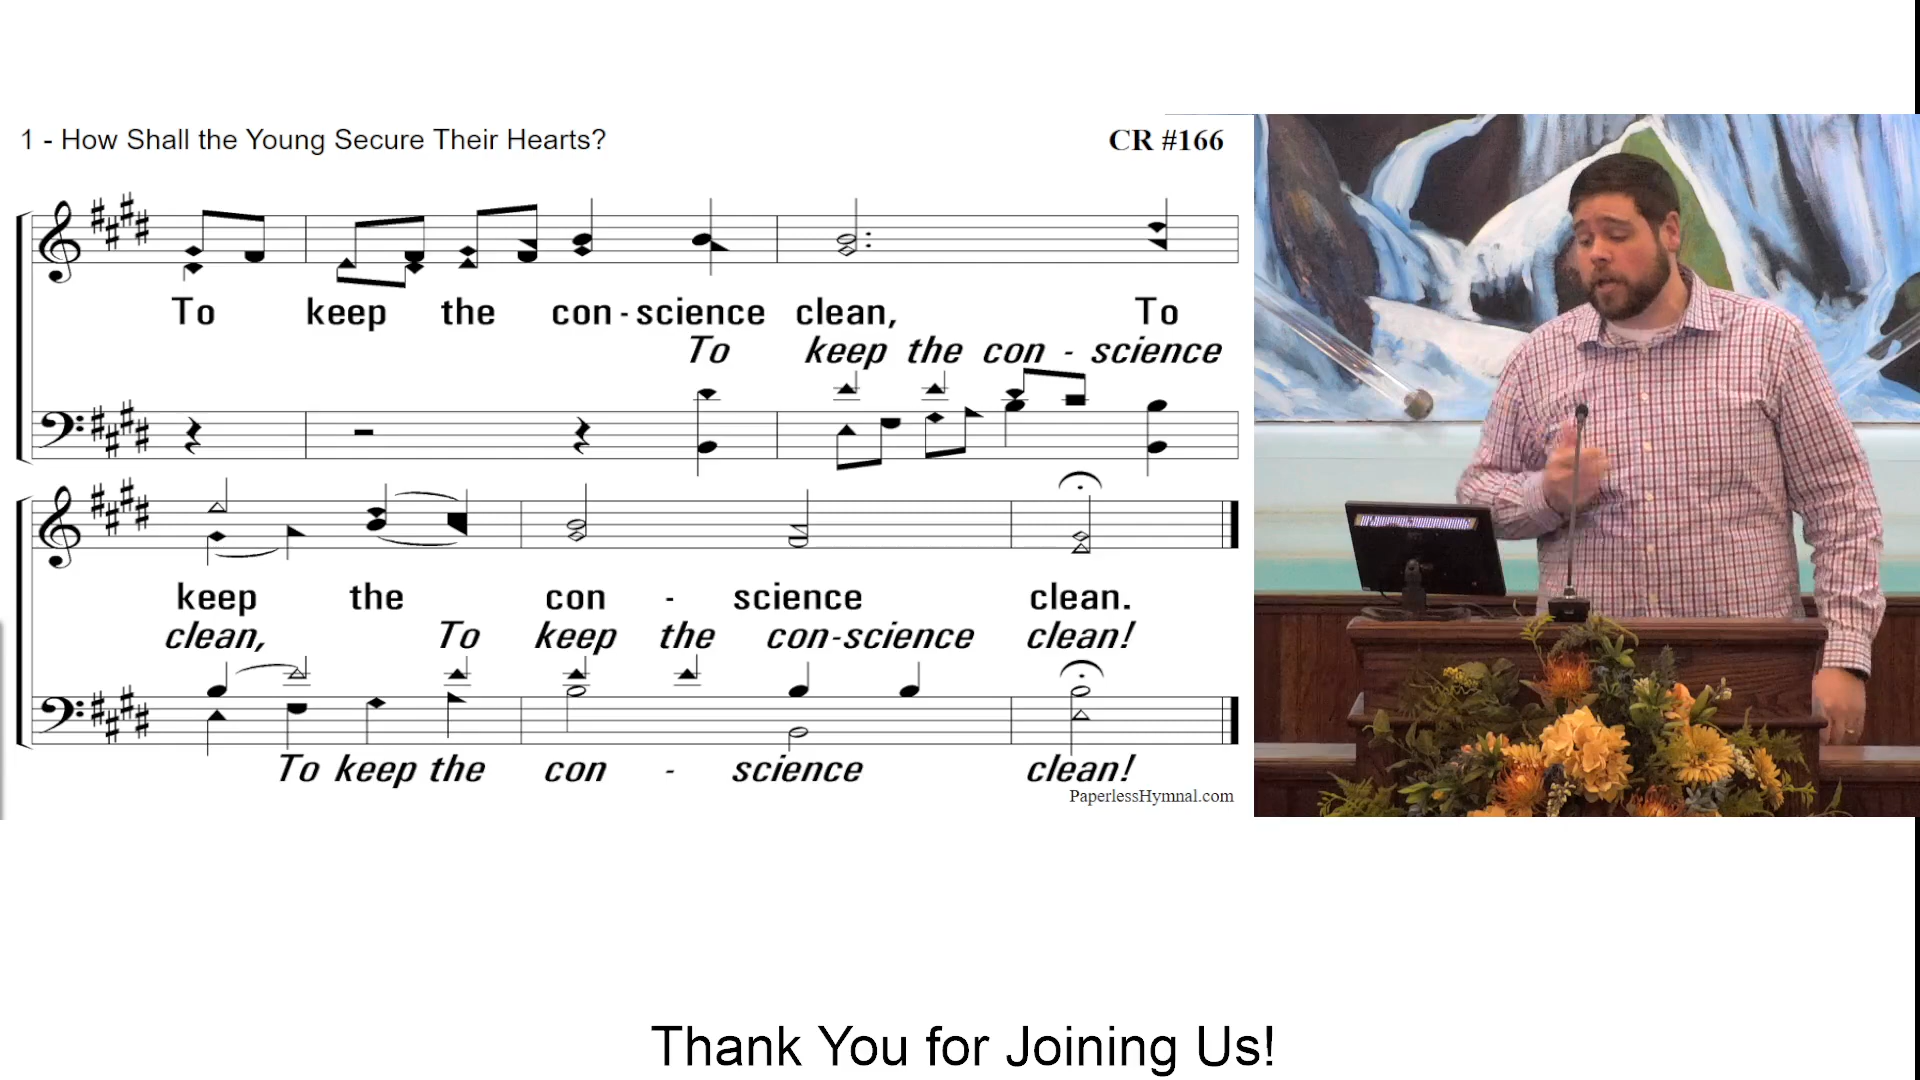 1 - How Shall the Young Secure Their Hearts?
CR #166
To keep the con - science clean, To
To keep the con - science
keep the con - science clean.
clean, To keep the con-science clean!
To keep the con - science clean!
PaperlessHymnal.com
Thank You for Joining Us!